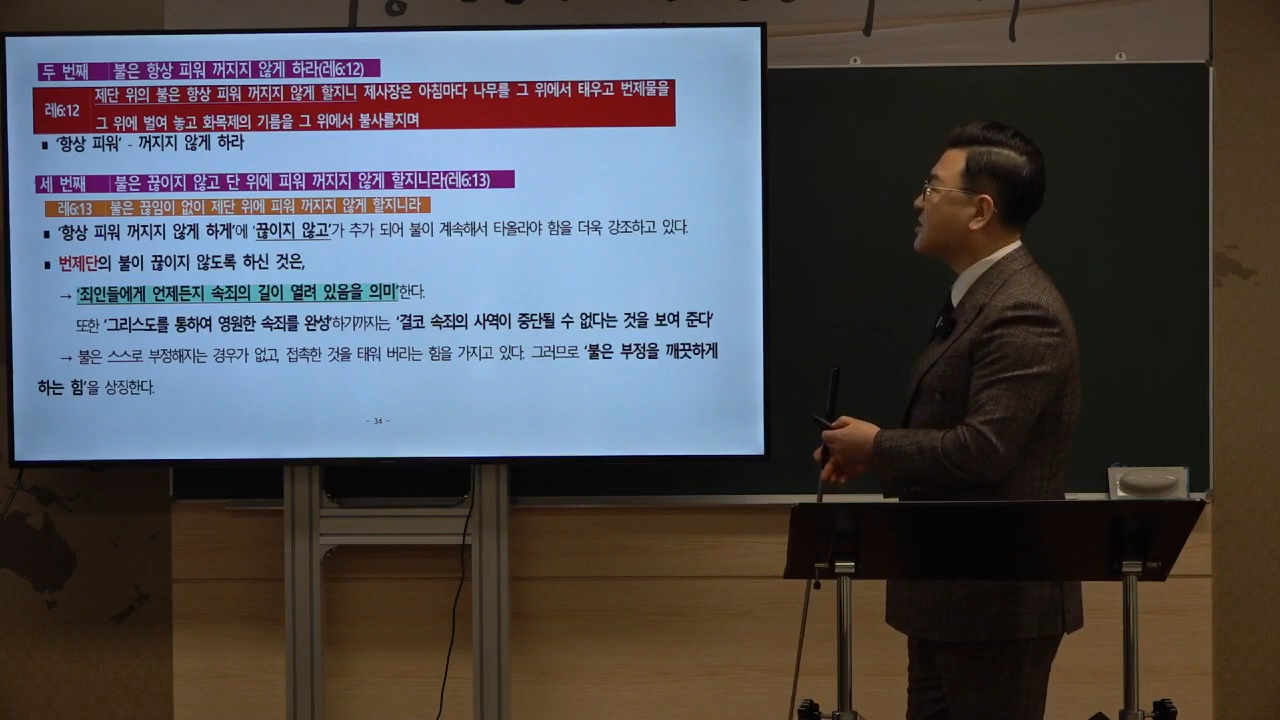 두 번째 불은 항상 피워 꺼지지 않게 하라(레6:12)
레6:12 제단 위의 불은 항상 피워 꺼지지 않게 할지니 제사장은 아침마다 나무를 그 위에서 태우고 번제물을
그 위에 벌여 놓고 화목제의 기름을 그 위에서 불사를지며
▪ '항상 피워' - 꺼지지 않게 하라
세 번째 불은 끊이지 않고 단 위에 피워 꺼지지 않게 할지니라(레6:13)
레6:13 불은 끊임이 없이 제단 위에 피워 꺼지지 않게 할지니라
▪ '항상 피워 꺼지지 않게 하게'에 '끊이지 않고'가 추가 되어 불이 계속해서 타올라야 함을 더욱 강조하고 있다.
▪ 번제단의 불이 끊이지 않도록 하신 것은,
→ '죄인들에게 언제든지 속죄의 길이 열려 있음을 의미'한다.
또한 '그리스도를 통하여 영원한 속죄를 완성'하기까지는, '결코 속죄의 사역이 중단될 수 없다는 것을 보여 준다'
→ 불은 스스로 부정해지는 경우가 없고, 접촉한 것을 태워 버리는 힘을 가지고 있다. 그러므로 '불은 부정을 깨끗하게
하는 힘'을 상징한다.
- 34 -